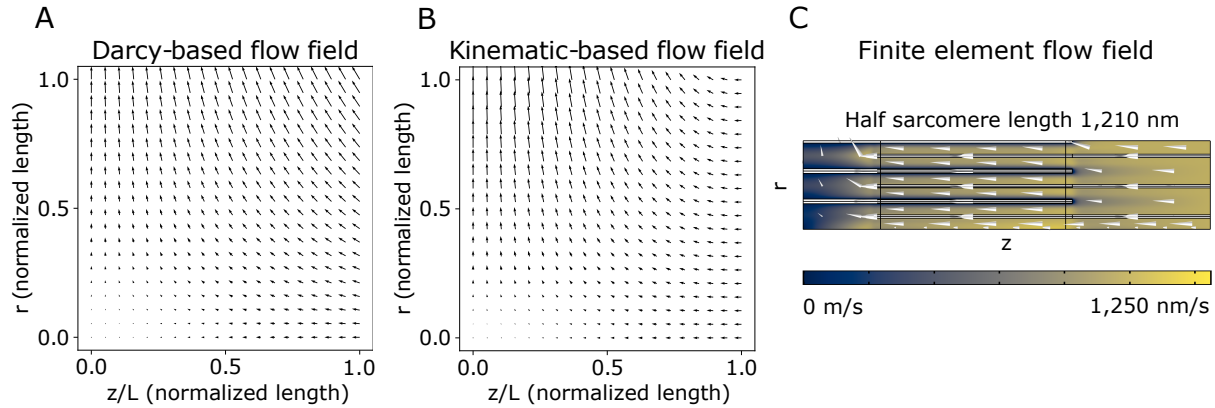 A
Darcy-based flow field
1.0
0.5
0.0
r (normalized length)
0.0
0.5
1.0
z/L (normalized length)
B
Kinematic-based flow field
1.0
0.5
0.0
r (normalized length)
0.0
0.5
1.0
z/L (normalized length)
C
Finite element flow field
Half sarcomere length 1,210 nm
r
z
0 m/s
1,250 nm/s